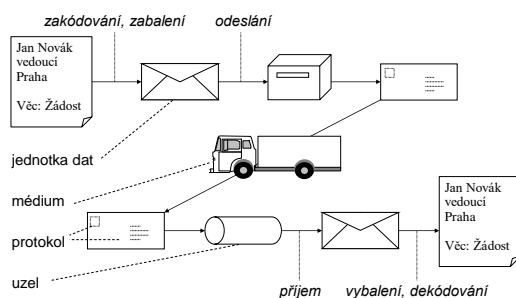 zakódování, zabalení
odeslání
Jan Novák
vedoucí
Praha
Věc: Žádost
jednotka dat
médium
protokol
uzel
příjem
vybalení, dekódování
Jan Novák
vedoucí
Praha
Věc: Žádost